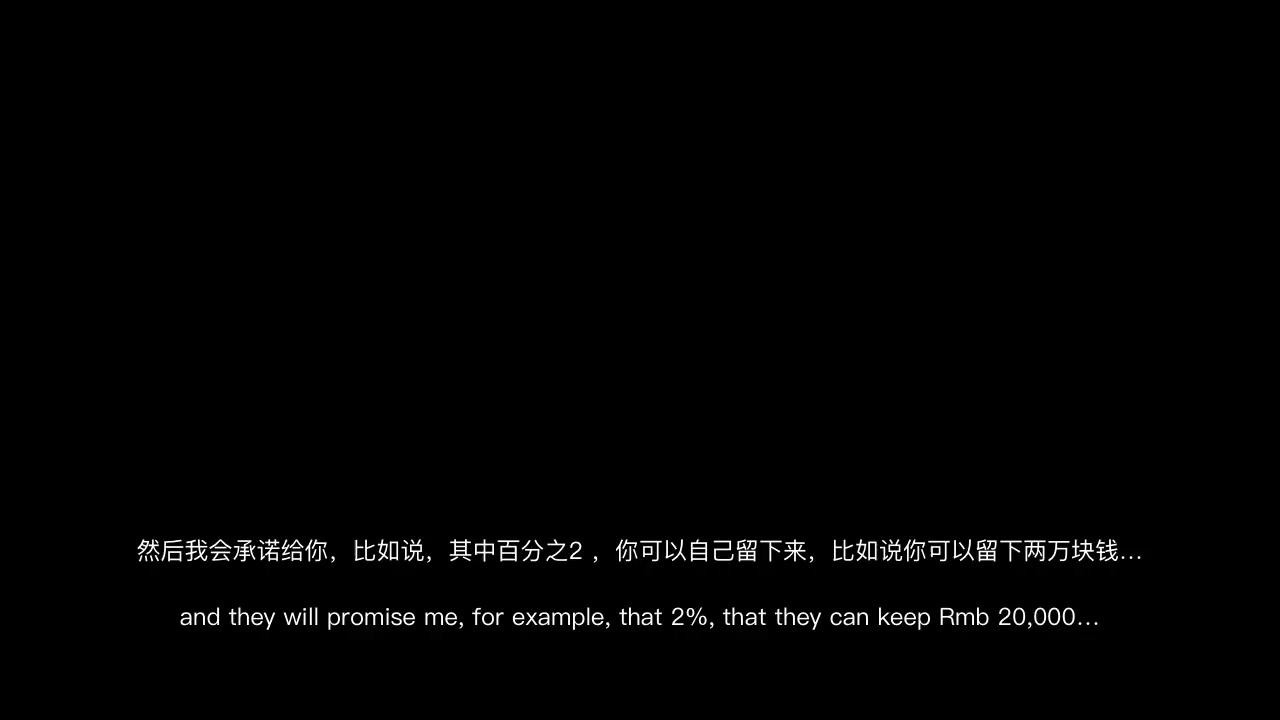 然后我会承诺给你，比如说，其中百分之2 ，你可以自己留下来，比如说你可以留下两万块钱…
and they will promise me, for example, that 2%, that they can keep Rmb 20,000…